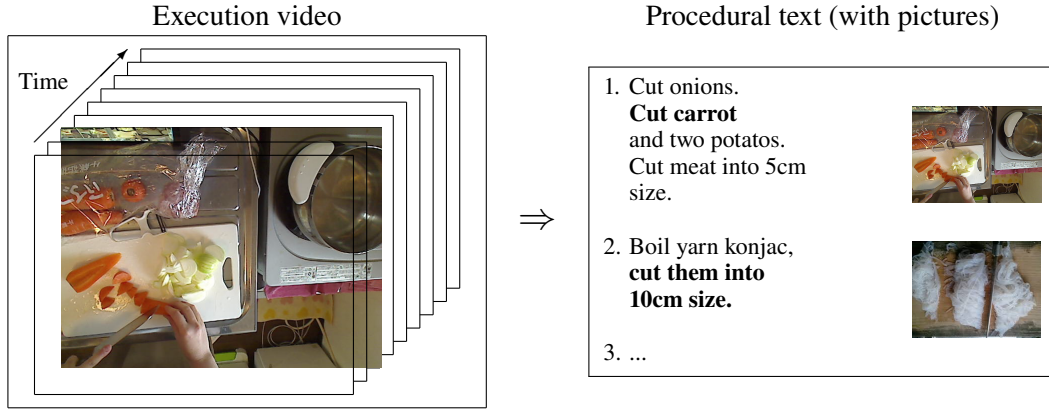 Execution video
Procedural text (with pictures)
Time
1. Cut onions.
Cut carrot
and two potatos.
Cut meat into 5cm
size.
⇒
2. Boil yarn konjac,
cut them into
10cm size.
3. ...